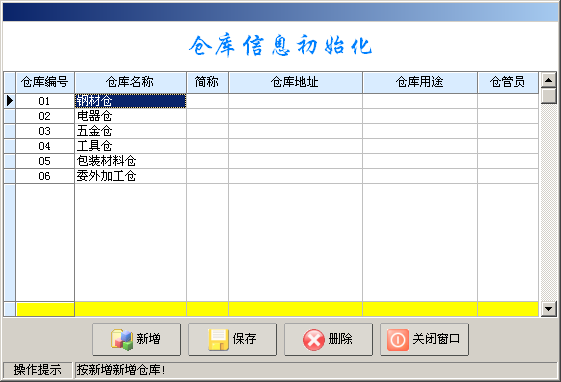 仓库信息初始化
仓库编号 仓库名称 简称 仓库地址 仓库用途 仓管员
01 钢材仓
02 电器仓
03 五金仓
04 工具仓
05 包装材料仓
06 委外加工仓
新增 保存 删除 关闭窗口
操作提示 按新增新增仓库!